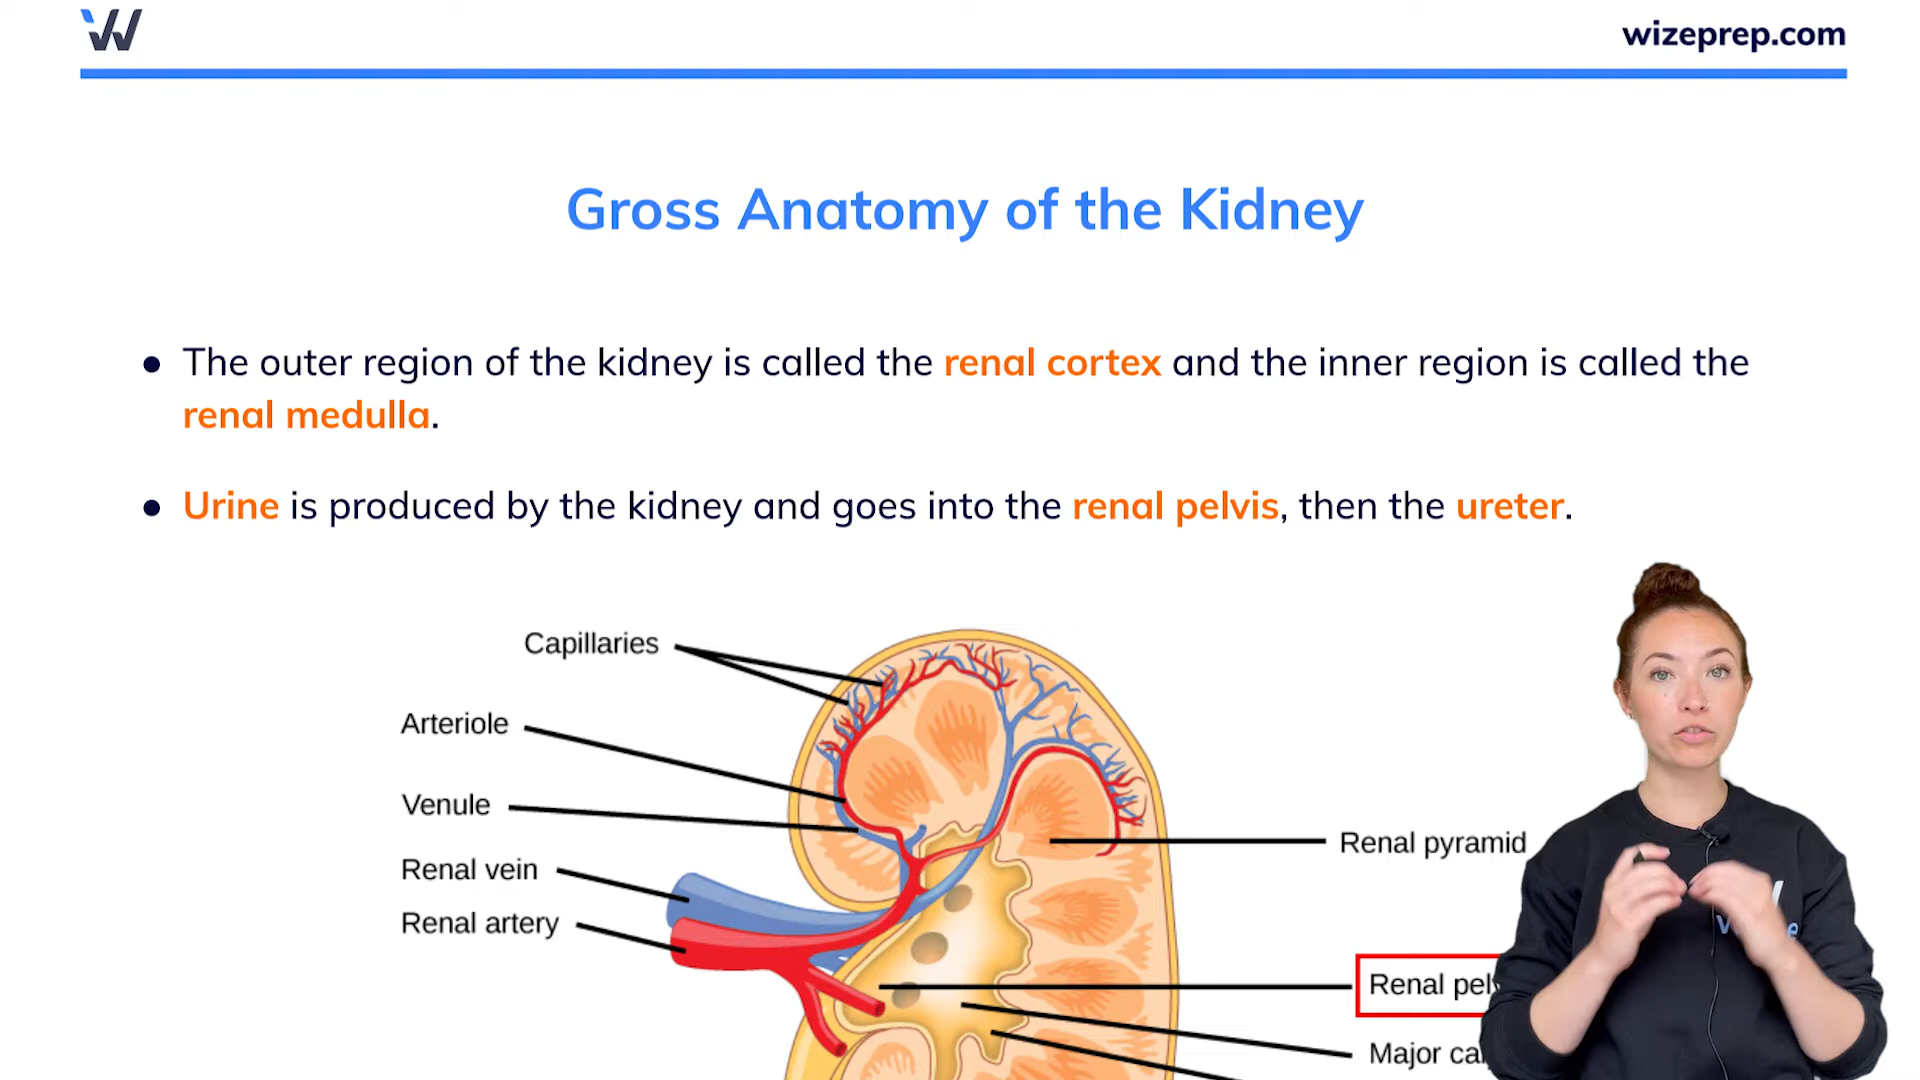 wizeprep.com
Gross Anatomy of the Kidney
● The outer region of the kidney is called the renal cortex and the inner region is called the
renal medulla.
● Urine is produced by the kidney and goes into the renal pelvis, then the ureter.
Capillaries
Arteriole
Venule
Renal vein
Renal artery
Renal pyramid
Renal
Major